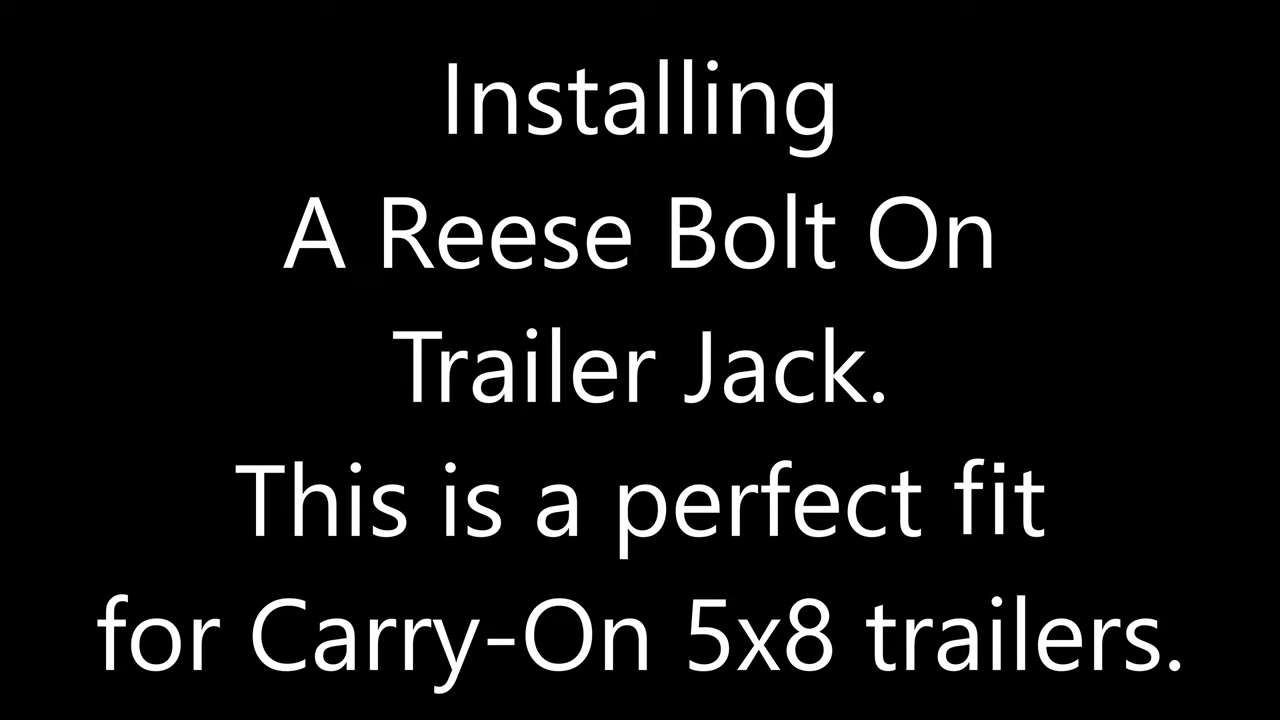 Installing
A Reese Bolt On
Trailer Jack.
This is a perfect fit
for Carry-On 5x8 trailers.